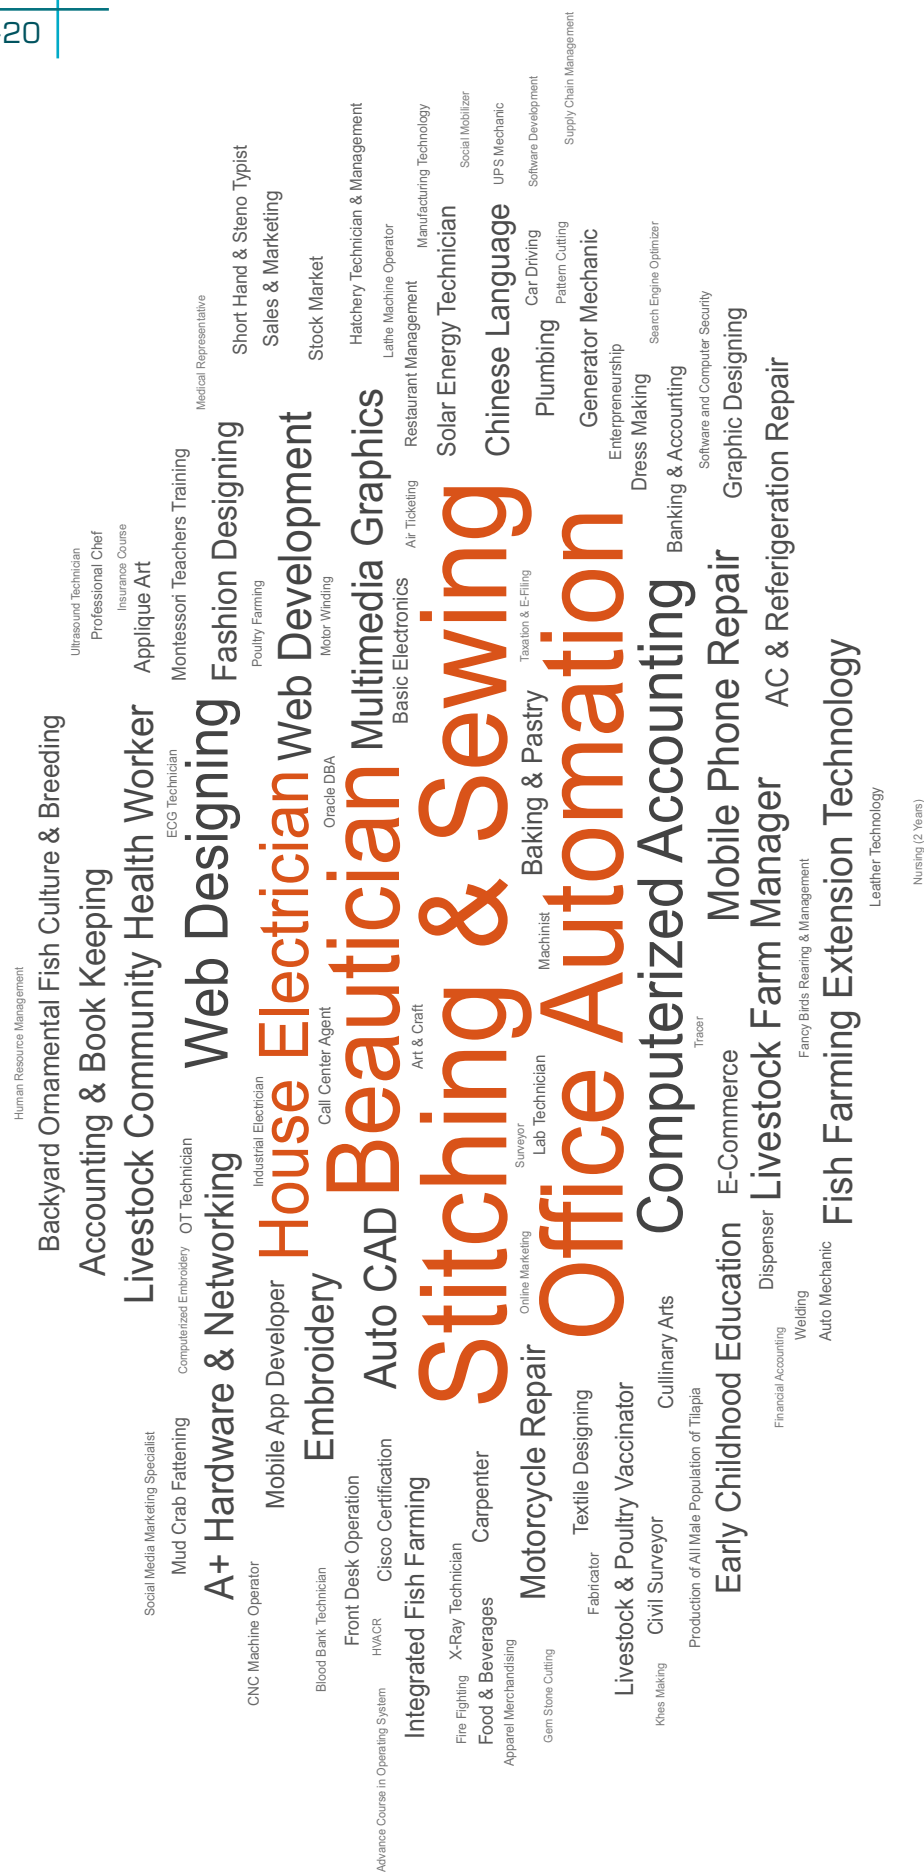 20
Human Resource Management
Backyard Ornamental Fish Culture & Breeding
Ultrasound Technician
Accounting & Book Keeping
Professional Chef
Insurance Course
Livestock Community Health Worker
Applique Art
Social Media Marketing Specialist
ECG Technician
Mud Crab Fattening
Computerized Embroidery
OT Technician
Montessori Teachers Training
Medical Representative
A+ Hardware & Networking
Web Designing
Fashion Designing
Short Hand & Steno Typist
CNC Machine Operator
Industrial Electrician
Poultry Farming
Sales & Marketing
Mobile App Developer
House Electrician
Web Development
Stock Market
Blood Bank Technician
Embroidery
Call Center Agent
Oracle DBA
Motor Winding
Front Desk Operation
Beautician
Hatchery Technician & Management
HVACR
Auto CAD
Multimedia Graphics
Lathe Machine Operator
Advance Course in Operating System
Cisco Certification
Basic Electronics
Integrated Fish Farming
Art & Craft
Air Ticketing
Restaurant Management
Manufacturing Technology
Stitching & Sewing
Solar Energy Technician
Social Mobilizer
Fire Fighting
X-Ray Technician
Carpenter
Food & Beverages
Chinese Language
UPS Mechanic
Apparel Merchandising
Motorcycle Repair
Online Marketing
Surveyor
Lab Technician
Machinist
Baking & Pastry
Taxation & E-Filing
Car Driving
Software Development
Gem Stone Cutting
Plumbing
Pattern Cutting
Supply Chain Management
Office Automation
Textile Designing
Generator Mechanic
Fabricator
Enterpreneurship
Livestock & Poultry Vaccinator
Dress Making
Search Engine Optimizer
Khes Making
Civil Surveyor
Cullinary Arts
Computerized Accounting
Banking & Accounting
Production of All Male Population of Tilapia
Tracer
Software and Computer Security
Early Childhood Education
E-Commerce
Mobile Phone Repair
Graphic Designing
Dispenser
Livestock Farm Manager
AC & Referigeration Repair
Financial Accounting
Welding
Fancy Birds Rearing & Management
Auto Mechanic
Fish Farming Extension Technology
Leather Technology
Nursing (2 Years)